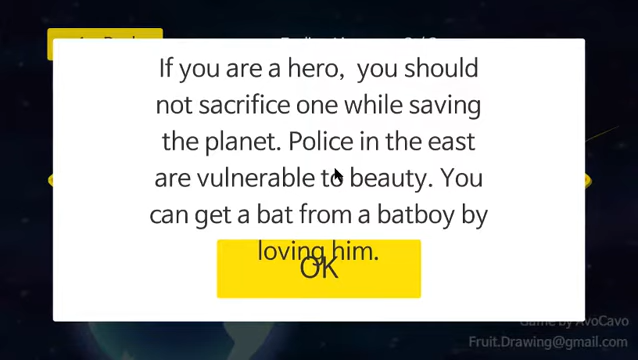 If you are a hero, you should
not sacrifice one while saving
the planet. Police in the east
are vulnerable to beauty. You
can get a bat from a batboy by
loving him.
OK
Game by AvoCavo
Fruit.Drawing@gmail.com